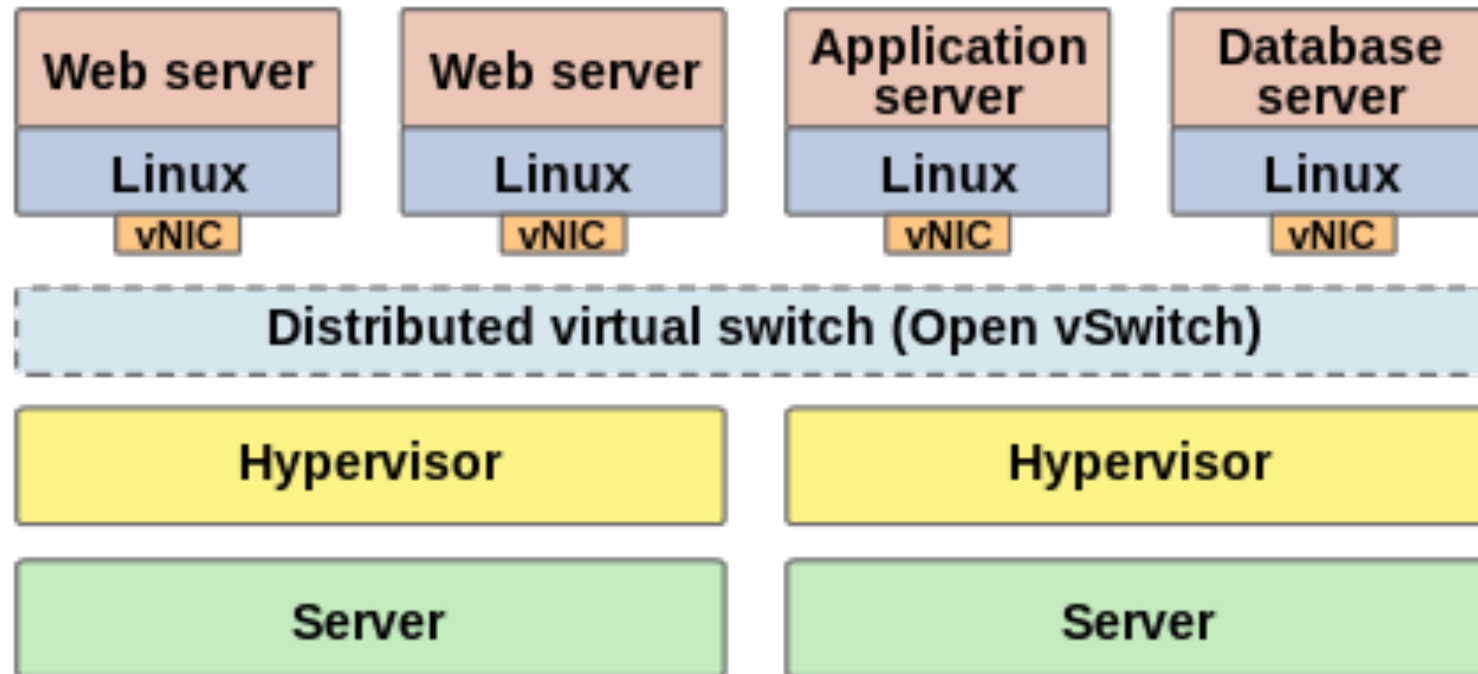 Web server
Web server
Application
server
Database
server
Linux
Linux
Linux
Linux
vNIC
vNIC
vNIC
vNIC
Distributed virtual switch (Open vSwitch)
Hypervisor
Hypervisor
Server
Server